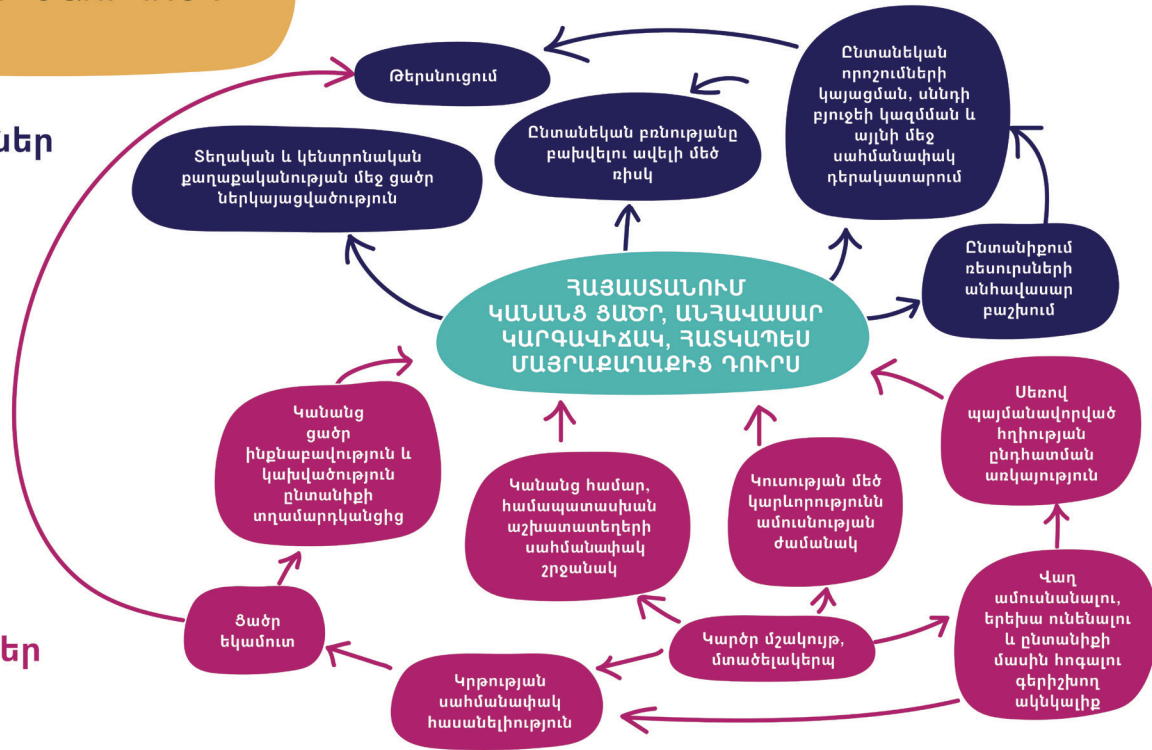 Թերսնուցում
Ընտանեկան
որոշումների
կայացման, սննդի
բյուջեի կազմման և
այլնի մեջ
սահմանափակ
դերակատարում
Ընտանեկան բռնությանը
բախվելու ավելի մեծ
ռիսկ
Տեղական և կենտրոնական
քաղաքականության մեջ ցածր
ներկայացվածություն
Ընտանիքում
ռեսուրսների
անհավասար
բաշխում
ՀԱՅԱՍՏԱՆՈՒՄ
ԿԱՆԱՆՑ ՑԱԾՐ, ԱՆՀԱՎԱՍԱՐ
ԿԱՐԳԱՎԻՃԱԿ, ՀԱՏԿԱՊԵՍ
ՄԱՅՐԱՔԱՂԱՔԻՑ ԴՈՒՐՍ
Կանանց
ցածր
ինքնաբավություն և
կախվածություն
ընտանիքի
տղամարդկանցից
Կանանց համար,
համապատասխան
աշխատատեղերի
սահմանափակ
շրջանակ
Կուսության մեծ
կարևորությունն
ամուսնության
ժամանակ
Սեռով
պայմանավորված
հղիության
ընդհատման
առկայություն
Ցածր
եկամուտ
Կարծր մշակույթ,
մտածելակերպ
Վաղ
ամուսնանալու,
երեխա ունենալու
և ընտանիքի
մասին հոգալու
գերիշխող
ակնկալիք
Կրթության
սահմանափակ
հասանելիություն